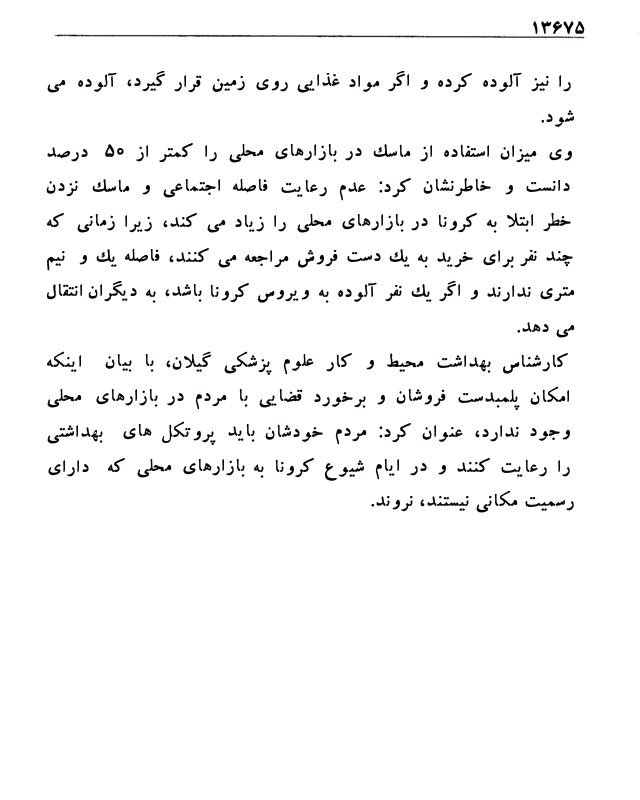 ۱۳۶۷۵
را نیز آلوده کرده و اگر مواد غذایی روی زمین قرار گیرد، آلوده می
شود.
وی میزان استفاده از ماسك در بازارهای محلی را کمتر از ۵۰ درصد
دانست و خاطرنشان کرد: عدم رعایت فاصله اجتماعی و ماسك نزدن
خطر ابتلا به کرونا در بازارهای محلی را زیاد می کند، زیرا زمانی که
چند نفر برای خرید به یك دست فروش مراجعه می کنند، فاصله یك و نیم
متری ندارند و اگر یك نفر آلوده به ویروس کرونا باشد، به دیگران انتقال
می دهد.
کارشناس بهداشت محیط و کار علوم پزشکی گیلان، با بیان اینکه
امکان پلمبدست فروشان و برخورد قضایی با مردم در بازارهای محلی
وجود ندارد، عنوان کرد: مردم خودشان باید پروتکل های بهداشتی
را رعایت کنند و در ایام شیوع کرونا به بازارهای محلی که دارای
رسمیت مکانی نیستند، نروند.